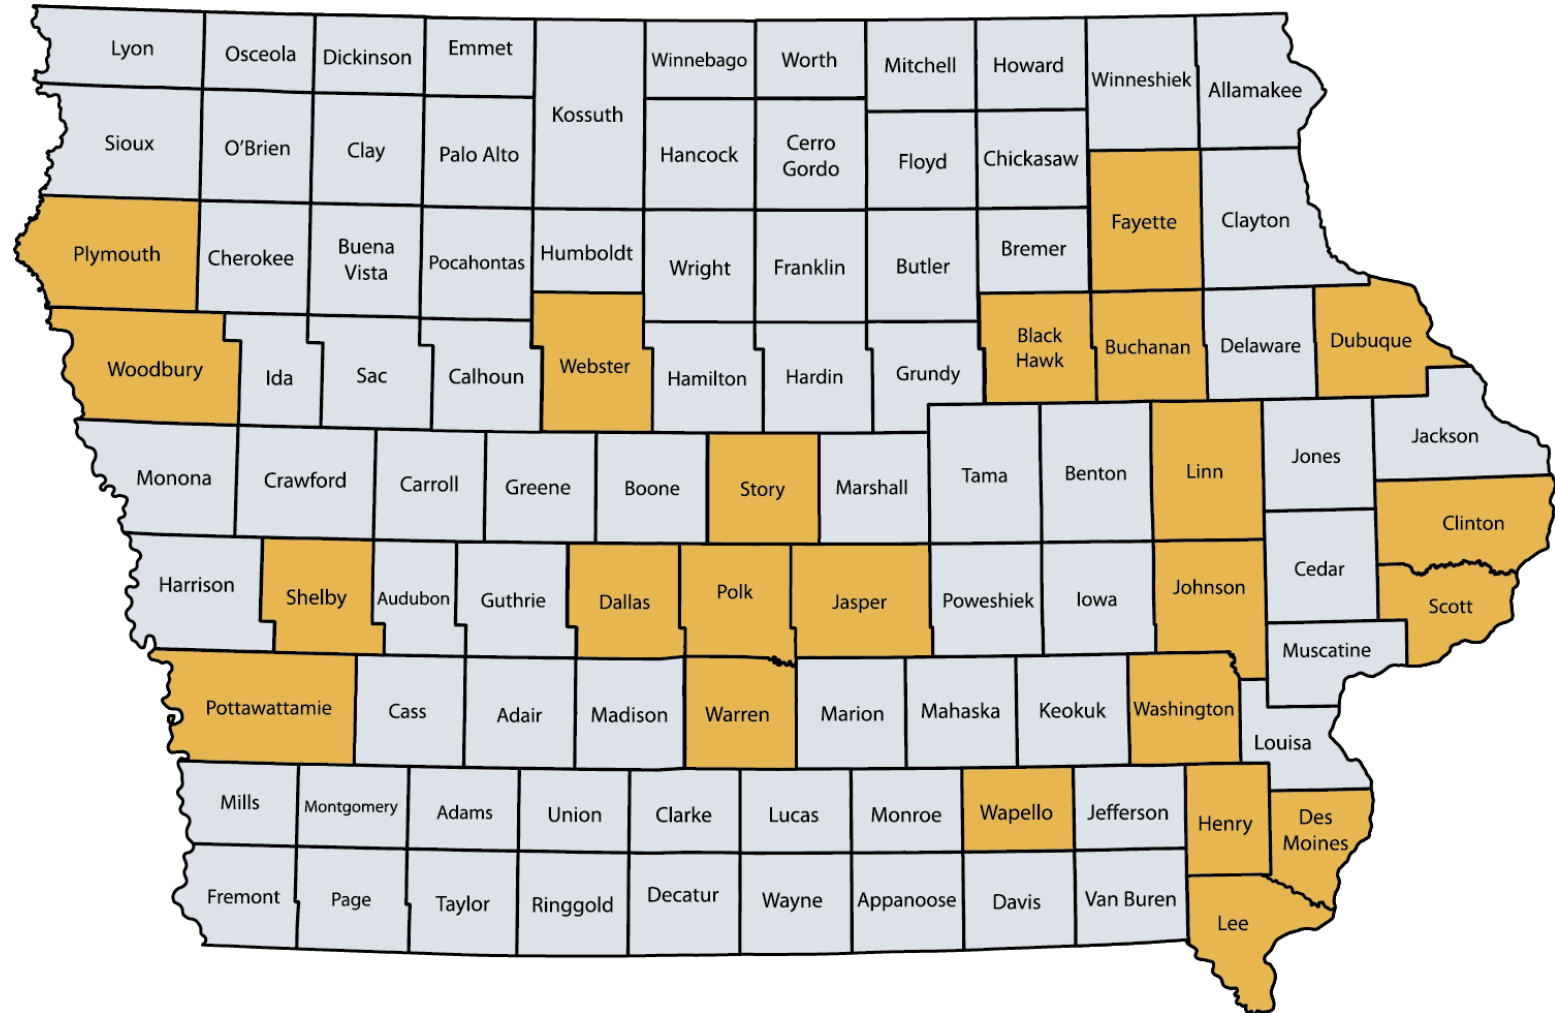 Lyon
Osceola
Dickinson
Emmet
Kossuth
Winnebago
Worth
Mitchell
Howard
Winneshiek
Allamakee
Sioux
O'Brien
Clay
Palo Alto
Hancock
Cerro
Gordo
Floyd
Chickasaw
Plymouth
Cherokee
Buena
Vista
Pocahontas
Humboldt
Wright
Franklin
Butler
Bremer
Fayette
Clayton
Woodbury
Ida
Sac
Calhoun
Webster
Hamilton
Hardin
Grundy
Black
Hawk
Buchanan
Delaware
Dubuque
Monona
Crawford
Carroll
Greene
Boone
Story
Marshall
Tama
Benton
Linn
Jones
Jackson
Clinton
Harrison
Shelby
Audubon
Guthrie
Dallas
Polk
Jasper
Poweshiek
Iowa
Johnson
Cedar
Scott
Muscatine
Pottawattamie
Cass
Adair
Madison
Warren
Marion
Mahaska
Keokuk
Washington
Louisa
Mills
Montgomery
Adams
Union
Clarke
Lucas
Monroe
Wapello
Jefferson
Henry
Des
Moines
Fremont
Page
Taylor
Ringgold
Decatur
Wayne
Appanoose
Davis
Van Buren
Lee